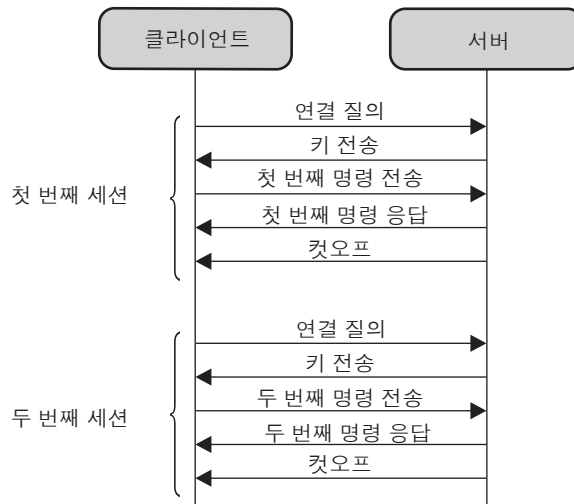 클라이언트
서버
첫 번째 세션
연결 질의
키 전송
첫 번째 명령 전송
첫 번째 명령 응답
컷오프
두 번째 세션
연결 질의
키 전송
두 번째 명령 전송
두 번째 명령 응답
컷오프